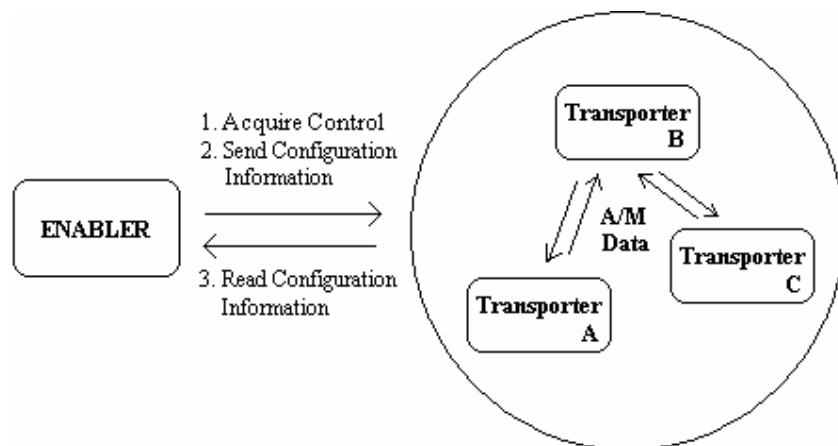 1. Acquire Control
2. Send Configuration
Information
ENABLER
3. Read Configuration
Information
Transporter
B
A/M
Data
Transporter
C
Transporter
A